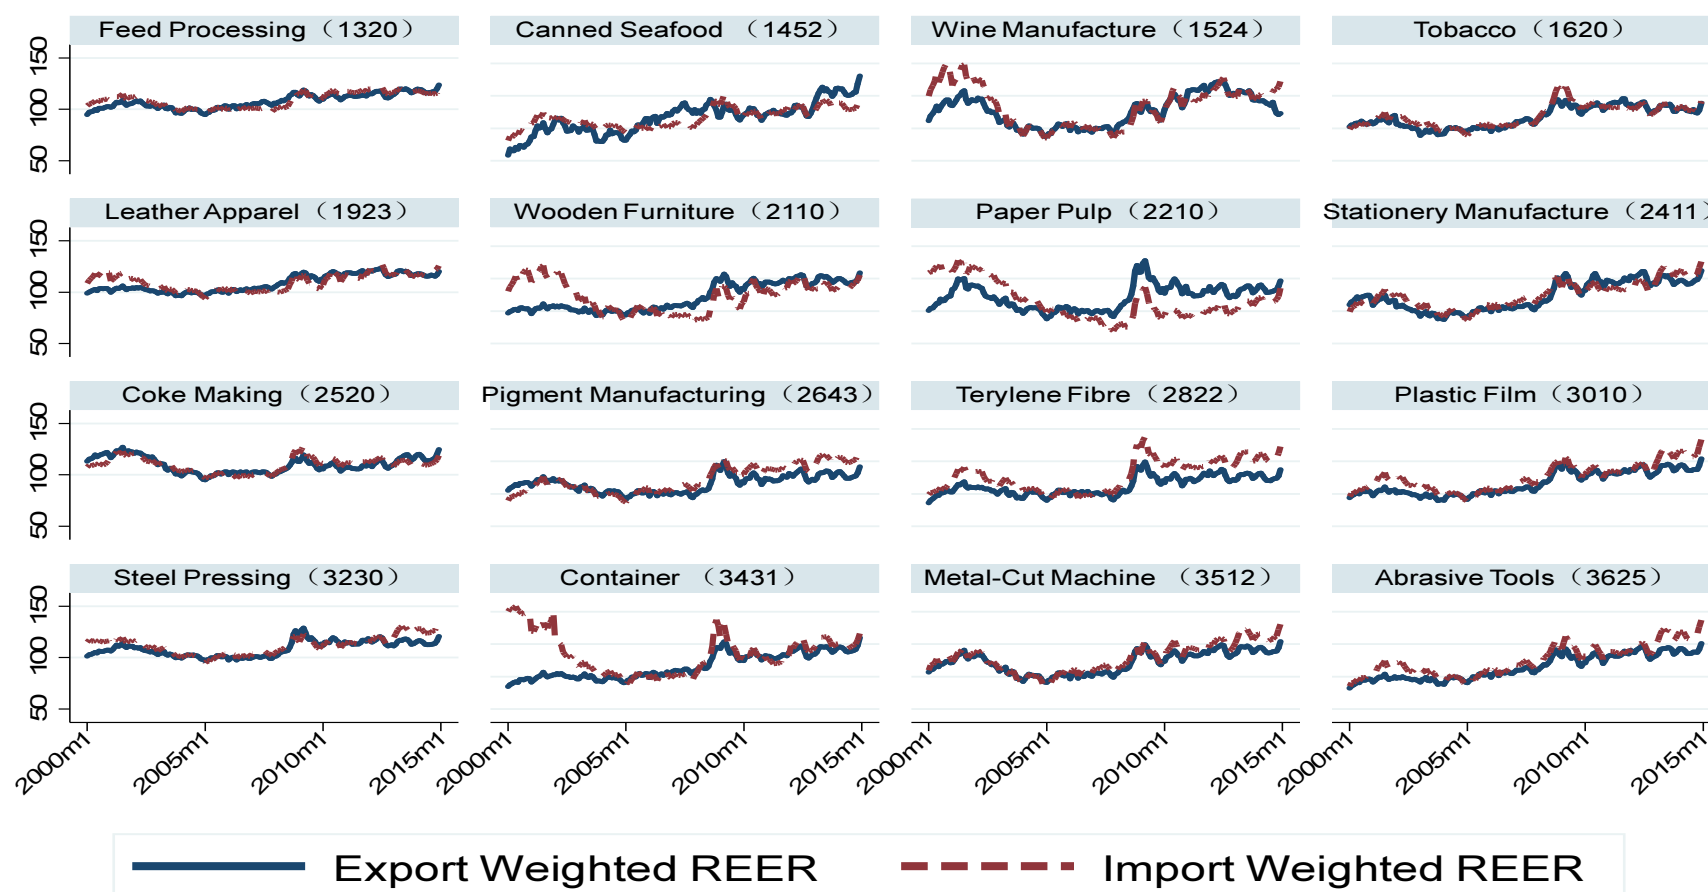 Feed Processing （1320） Canned Seafood （1452） Wine Manufacture （1524） Tobacco （1620）
150
100
50
Leather Apparel （1923） Wooden Furniture （2110） Paper Pulp （2210） Stationery Manufacture （2411）
150
100
50
Coke Making （2520） Pigment Manufacturing （2643） Terylene Fibre （2822） Plastic Film （3010）
150
100
50
Steel Pressing （3230） Container （3431） Metal-Cut Machine （3512） Abrasive Tools （3625）
150
100
50
2000m1 2005m1 2010m1 2015m1 2000m1 2005m1 2010m1 2015m1 2000m1 2005m1 2010m1 2015m1 2000m1 2005m1 2010m1 2015m1
Export Weighted REER Import Weighted REER